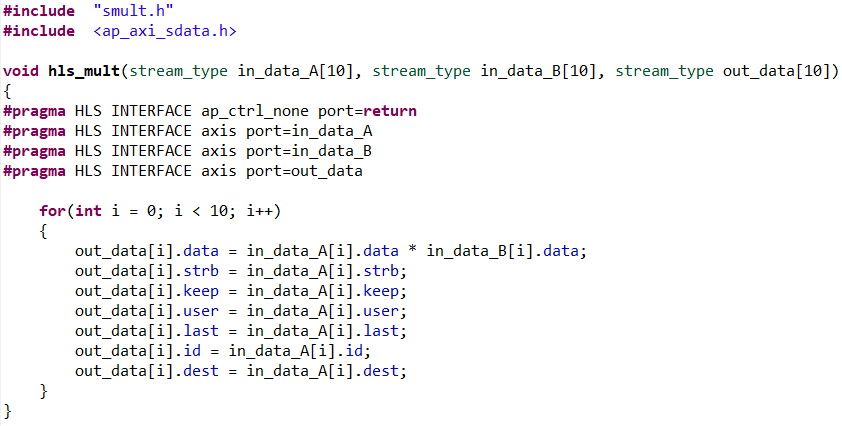 #include  "smult.h"
#include  <ap_axi_sdata.h>
void hls_mult(stream_type in_data_A[10], stream_type in_data_B[10], stream_type out_data[10])
{
#pragma HLS INTERFACE ap_ctrl_none port=return
#pragma HLS INTERFACE axis port=in_data_A
#pragma HLS INTERFACE axis port=in_data_B
#pragma HLS INTERFACE axis port=out_data
    for(int i = 0; i < 10; i++)
    {
        out_data[i].data = in_data_A[i].data * in_data_B[i].data;
        out_data[i].strb = in_data_A[i].strb;
        out_data[i].keep = in_data_A[i].keep;
        out_data[i].user = in_data_A[i].user;
        out_data[i].last = in_data_A[i].last;
        out_data[i].id = in_data_A[i].id;
        out_data[i].dest = in_data_A[i].dest;
    }
}